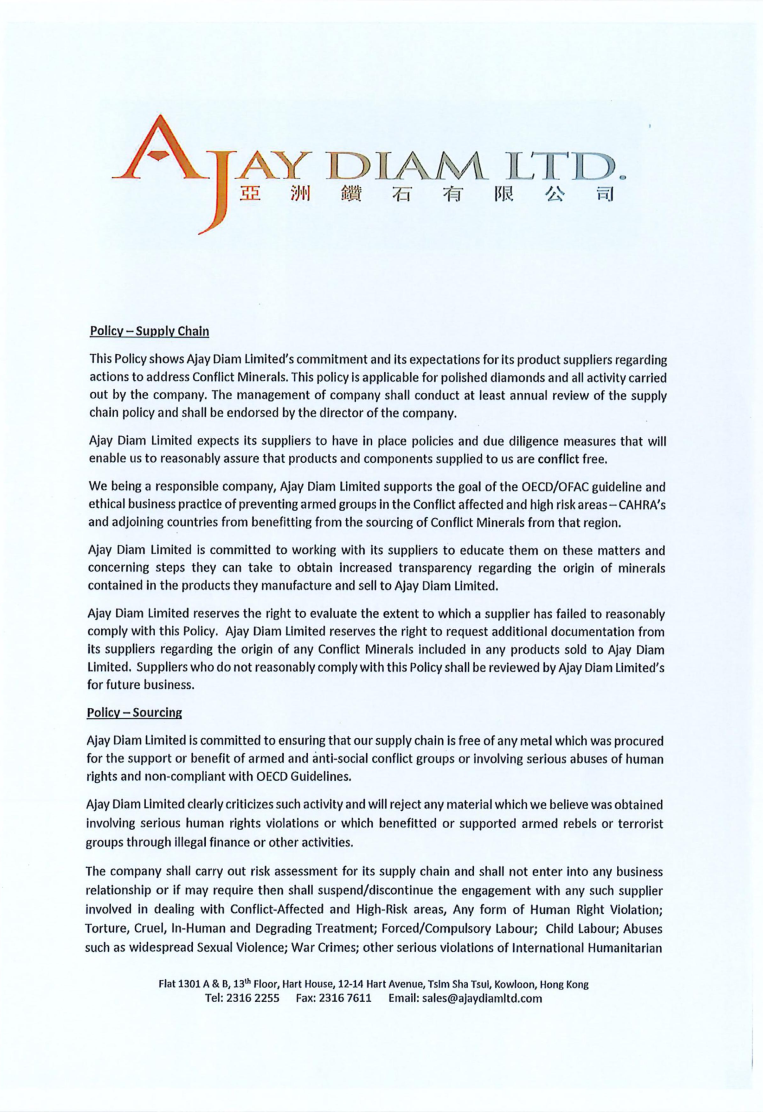 AJAY DIAM LTD.
亞洲鑽石有限公司
Policy – Supply Chain
This Policy shows Ajay Diam Limited's commitment and its expectations for its product suppliers regarding
actions to address Conflict Minerals. This policy is applicable for polished diamonds and all activity carried
out by the company. The management of company shall conduct at least annual review of the supply
chain policy and shall be endorsed by the director of the company.
Ajay Diam Limited expects its suppliers to have in place policies and due diligence measures that will
enable us to reasonably assure that products and components supplied to us are conflict free.
We being a responsible company, Ajay Diam Limited supports the goal of the OECD/OFAC guideline and
ethical business practice of preventing armed groups in the Conflict affected and high risk areas – CAHRA's
and adjoining countries from benefitting from the sourcing of Conflict Minerals from that region.
Ajay Diam Limited is committed to working with its suppliers to educate them on these matters and
concerning steps they can take to obtain increased transparency regarding the origin of minerals
contained in the products they manufacture and sell to Ajay Diam Limited.
Ajay Diam Limited reserves the right to evaluate the extent to which a supplier has failed to reasonably
comply with this Policy. Ajay Diam Limited reserves the right to request additional documentation from
its suppliers regarding the origin of any Conflict Minerals included in any products sold to Ajay Diam
Limited. Suppliers who do not reasonably comply with this Policy shall be reviewed by Ajay Diam Limited's
for future business.
Policy – Sourcing
Ajay Diam Limited is committed to ensuring that our supply chain is free of any metal which was procured
for the support or benefit of armed and anti-social conflict groups or involving serious abuses of human
rights and non-compliant with OECD Guidelines.
Ajay Diam Limited clearly criticizes such activity and will reject any material which we believe was obtained
involving serious human rights violations or which benefitted or supported armed rebels or terrorist
groups through illegal finance or other activities.
The company shall carry out risk assessment for its supply chain and shall not enter into any business
relationship or if may require then shall suspend/discontinue the engagement with any such supplier
involved in dealing with Conflict-Affected and High-Risk areas, Any form of Human Right Violation;
Torture, Cruel, In-Human and Degrading Treatment; Forced/Compulsory Labour; Child Labour; Abuses
such as widespread Sexual Violence; War Crimes; other serious violations of International Humanitarian
Flat 1301 A & B, 13th Floor, Hart House, 12-14 Hart Avenue, Tsim Sha Tsui, Kowloon, Hong Kong
Tel: 2316 2255 Fax: 2316 7611 Email: sales@ajaydiamltd.com